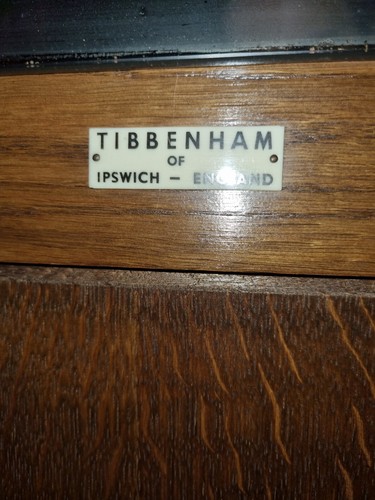 TIBBENHAM
OF
IPSWICH - ENGLAND